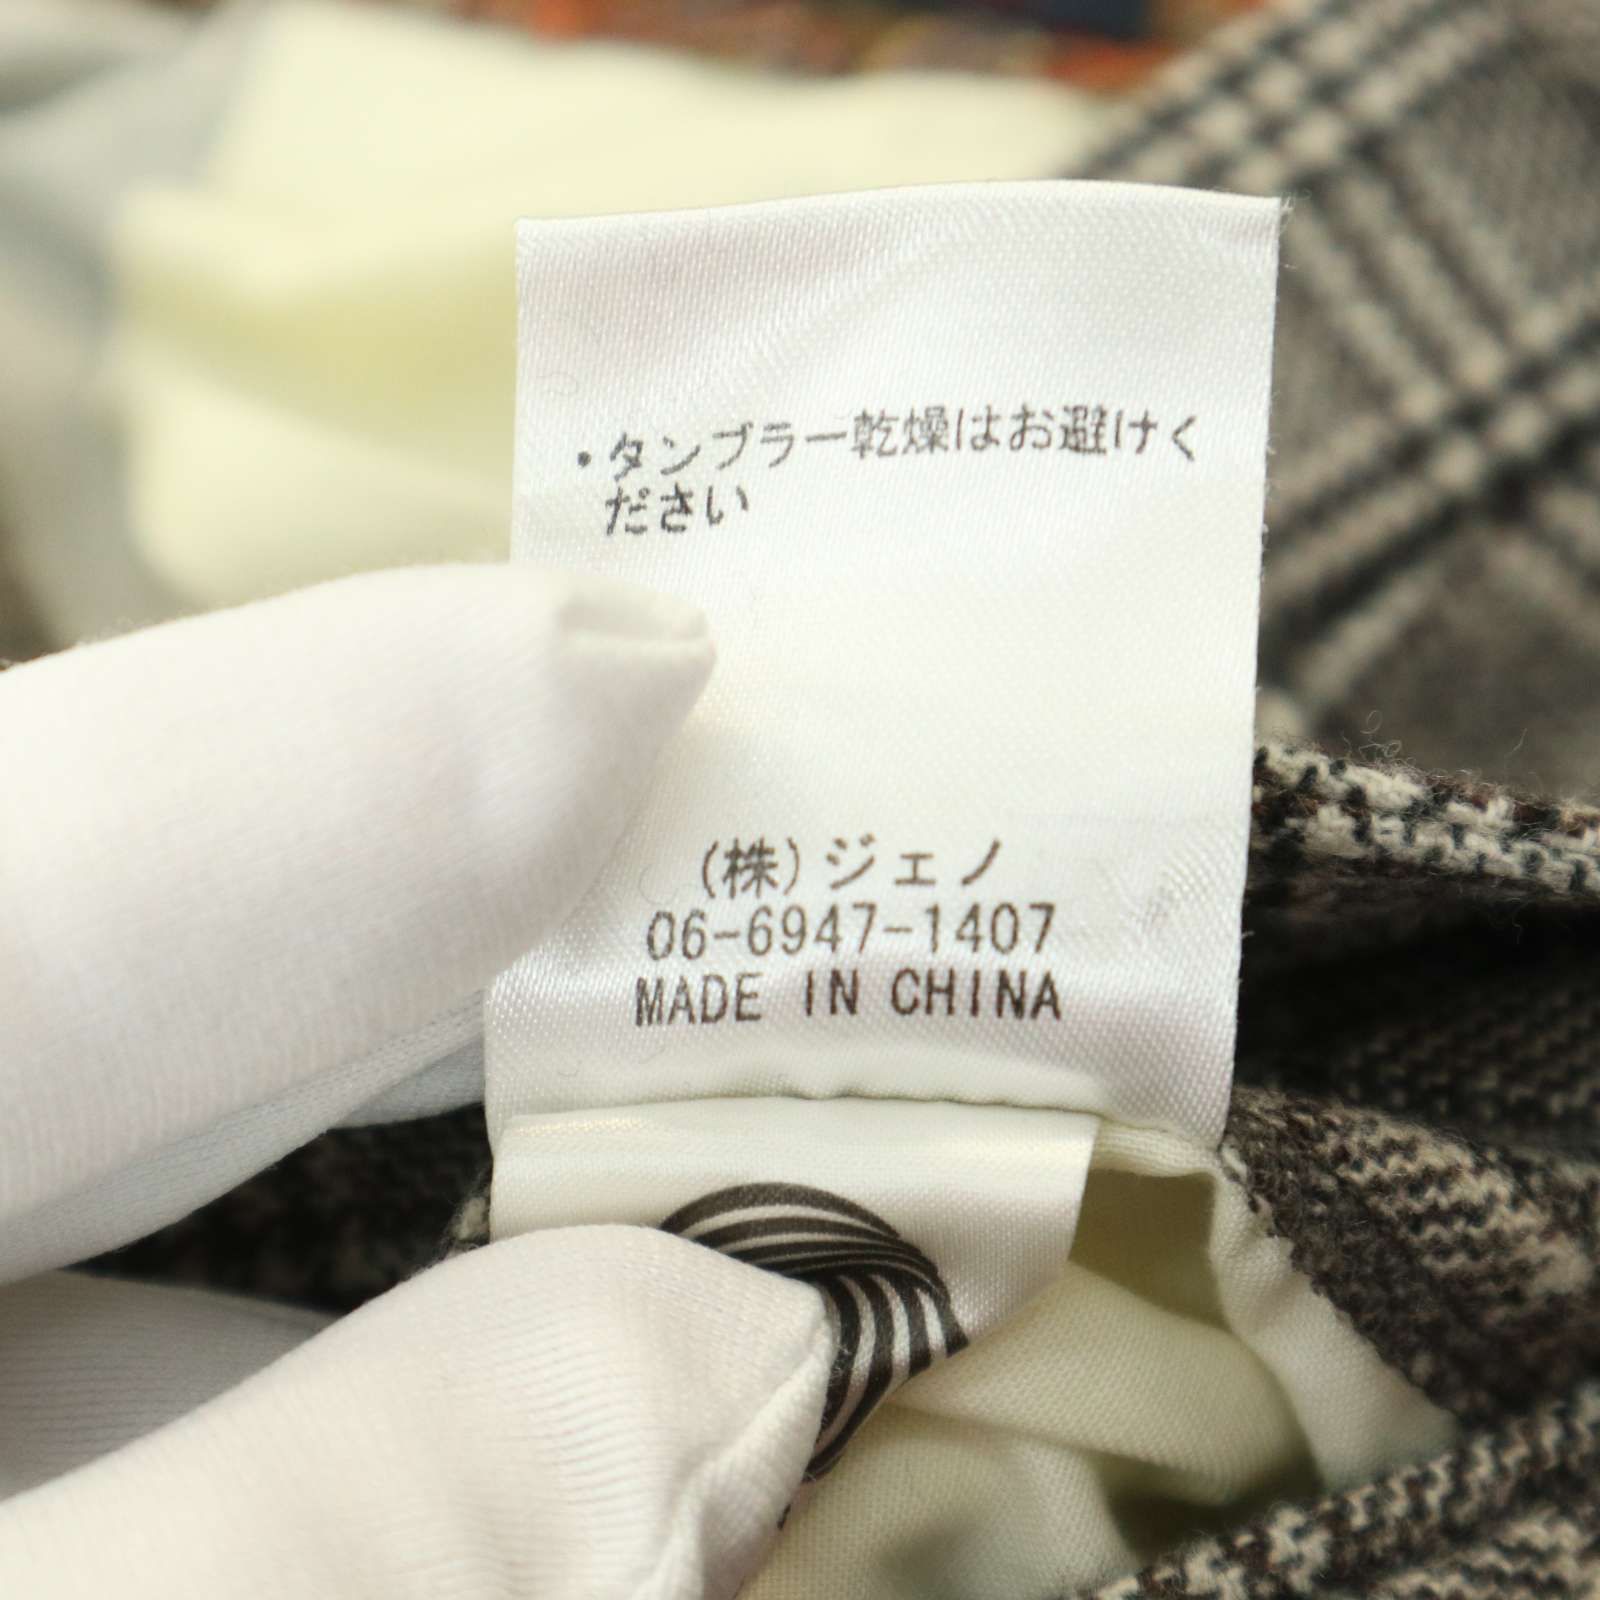 ・タンブラー乾燥はお避けく
ださい
(株)ジェノ
06-6947-1407
MADE IN CHINA